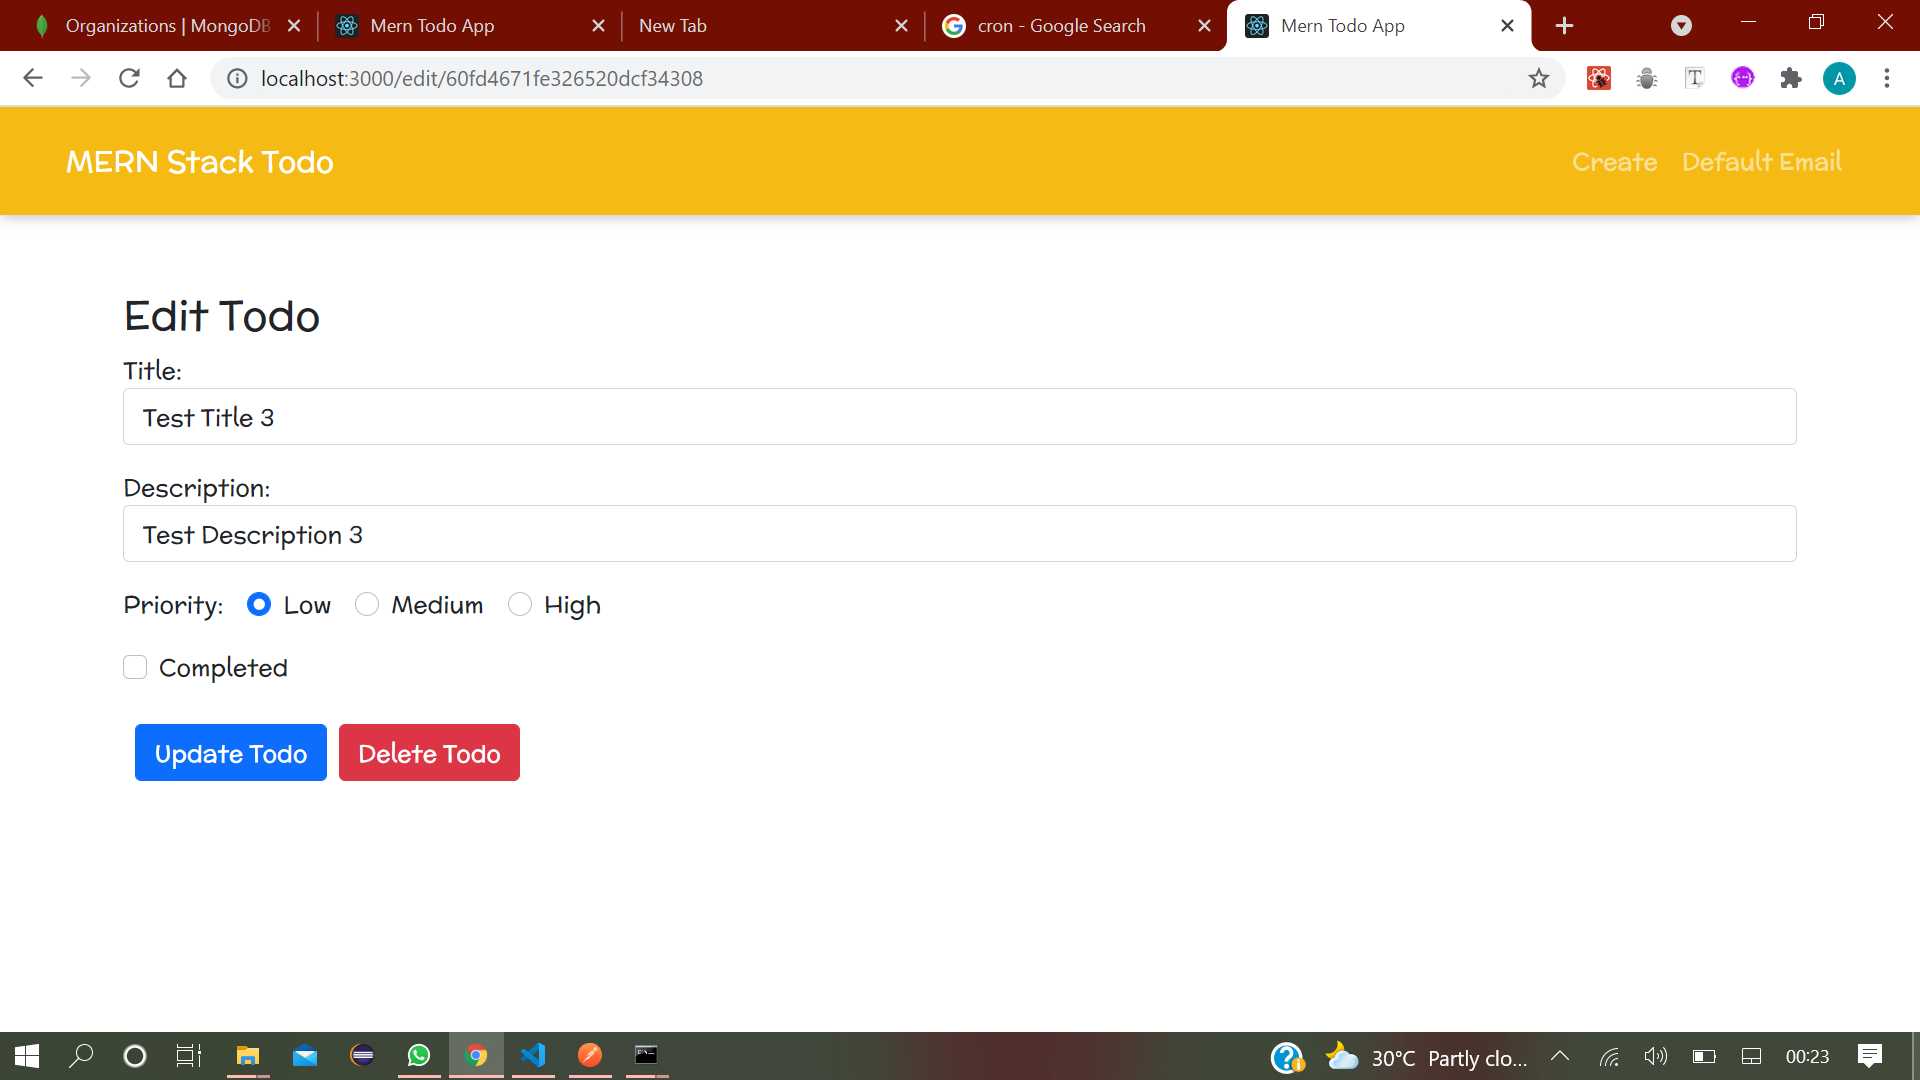 Organizations | MongoDB
Mern Todo App
New Tab
cron - Google Search
Mern Todo App
localhost:3000/edit/60fd4671fe326520dcf34308
A
MERN Stack Todo
Create
Default Email
Edit Todo
Title:
Test Title 3
Description:
Test Description 3
Priority: Low Medium High
Completed
Update Todo
Delete Todo
30°C Partly clo...
00:23